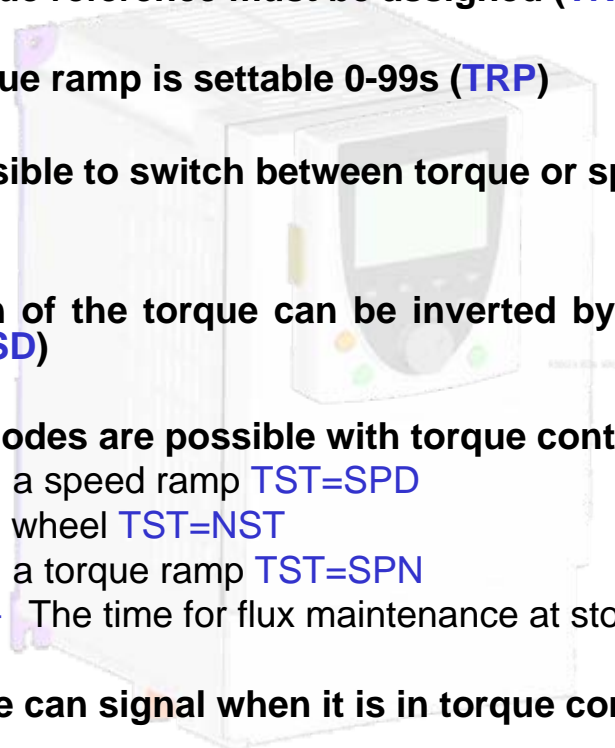 ue ramp is settable 0-99s (TRP)
sible to switch between torque or sp
n of the torque can be inverted by
SD)
odes are possible with torque cont
a speed ramp TST=SPD
wheel TST=NST
a torque ramp TST=SPN
The time for flux maintenance at sto
e can signal when it is in torque con